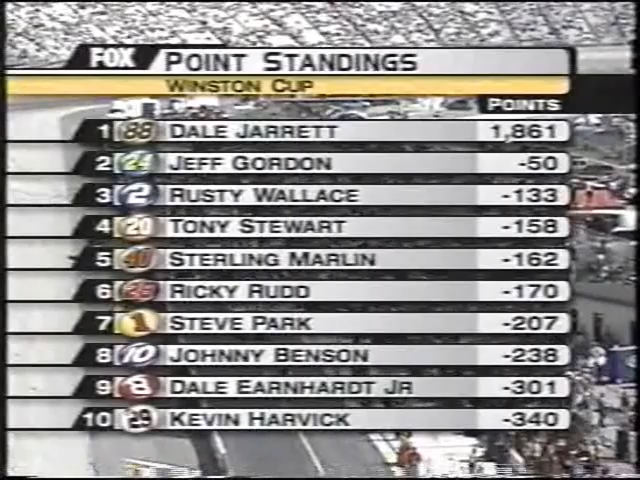 FOX POINT STANDINGS
WINSTON CUP
POINTS
1 88 DALE JARRETT 1,861
2 24 JEFF GORDON -50
3 2 RUSTY WALLACE -133
4 20 TONY STEWART -158
5 40 STERLING MARLIN -162
6 28 RICKY RUDD -170
7 1 STEVE PARK -207
8 10 JOHNNY BENSON -238
9 8 DALE EARNHARDT JR -301
10 29 KEVIN HARVICK -340